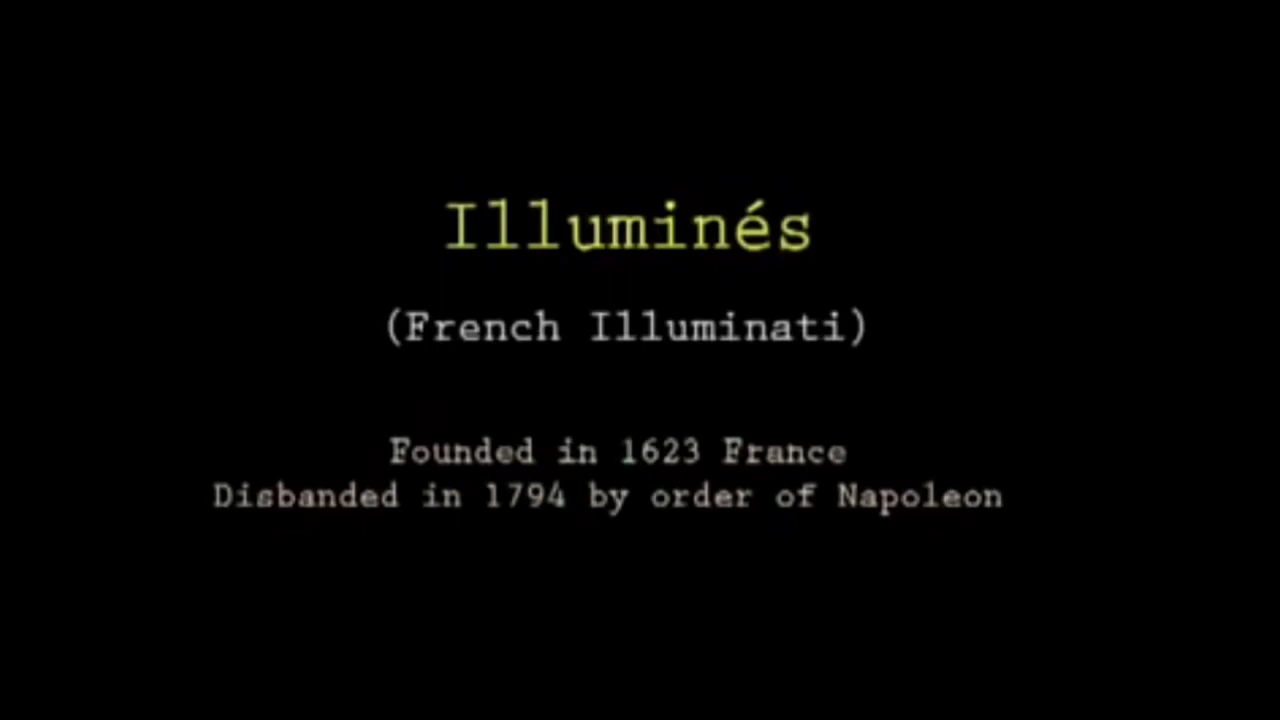 Illuminés
(French Illuminati)
Founded in 1623 France
Disbanded in 1794 by order of Napoleon